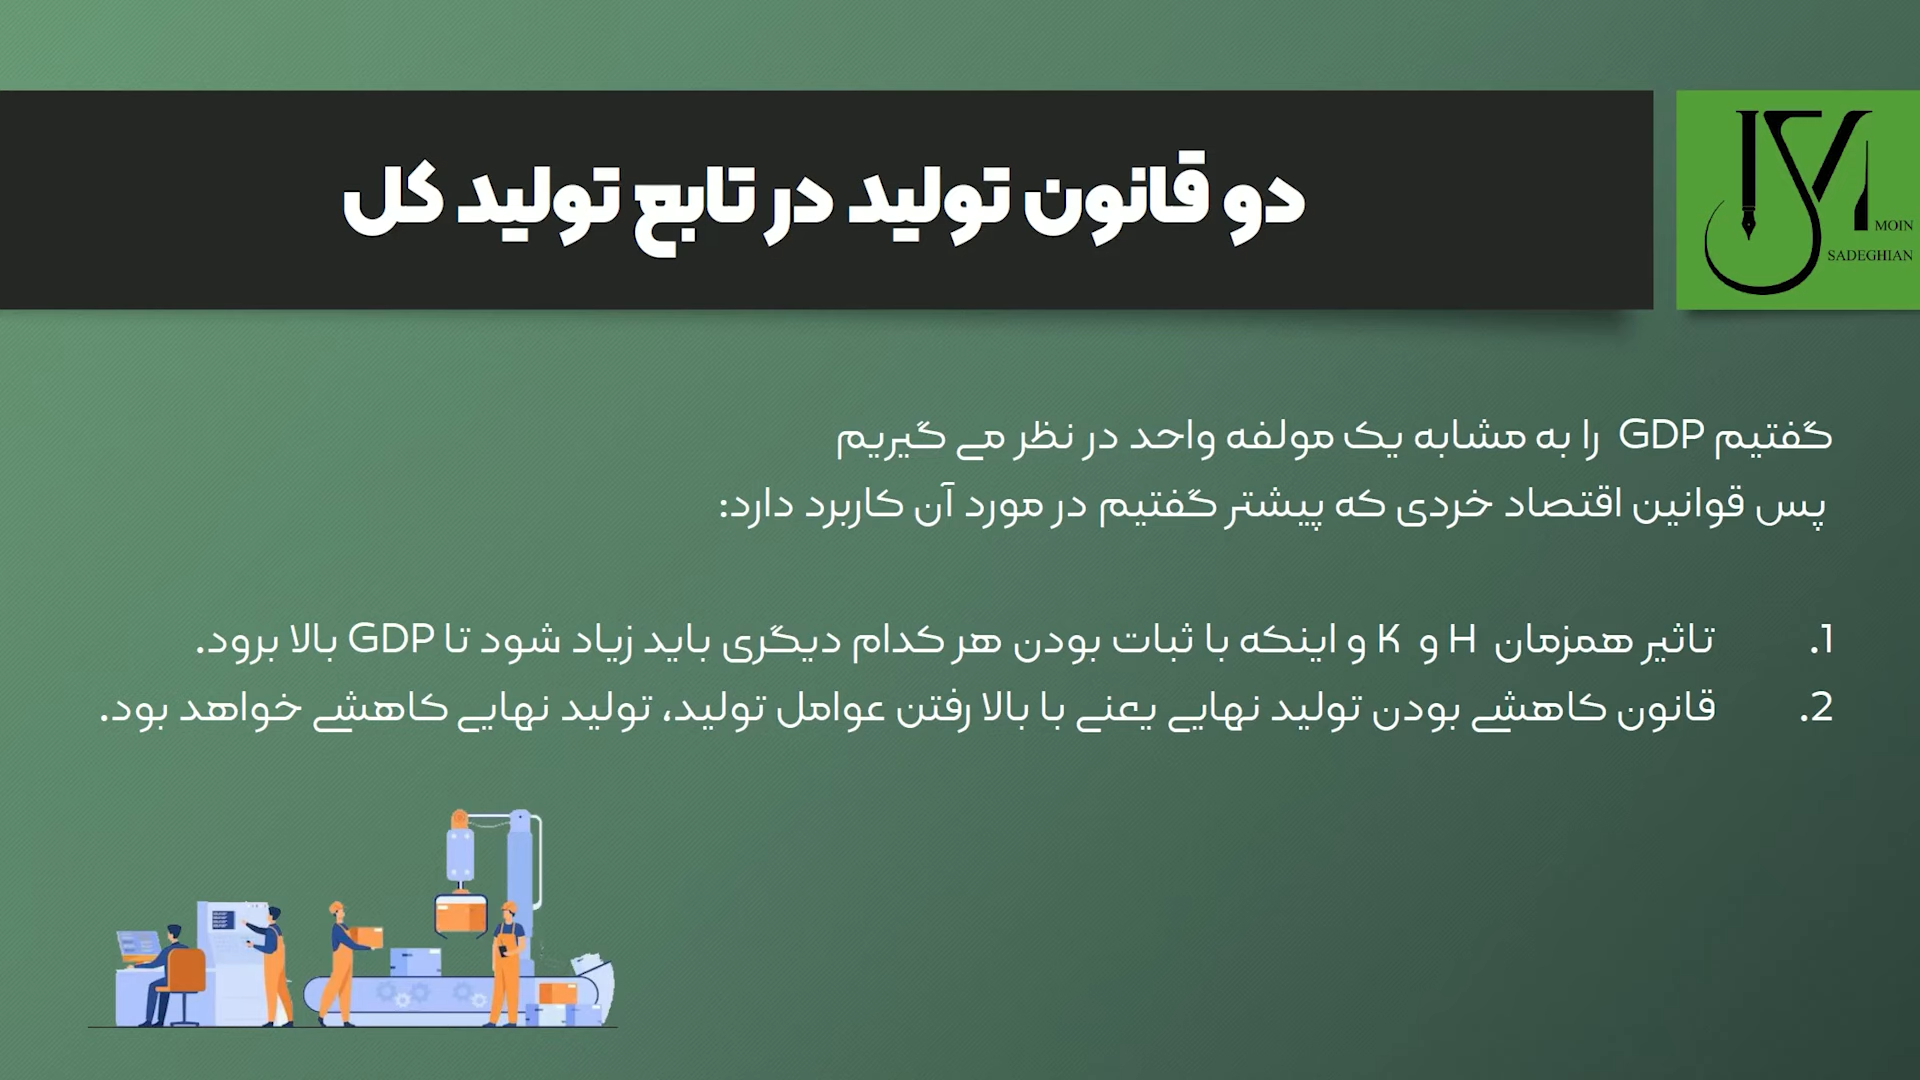 دو قانون تولید در تابع تولید کل
MOIN
SADEGHIAN
گفتیم GDP را به مشابه یک مولفه واحد در نظر می گیریم
پس قوانین اقتصاد خردی که پیشتر گفتیم در مورد آن کاربرد دارد:
1. تاثیر همزمان H و K و اینکه با ثبات بودن هر کدام دیگری باید زیاد شود تا GDP بالا برود.
2. قانون کاهشی بودن تولید نهایی یعنی با بالا رفتن عوامل تولید، تولید نهایی کاهشی خواهد بود.